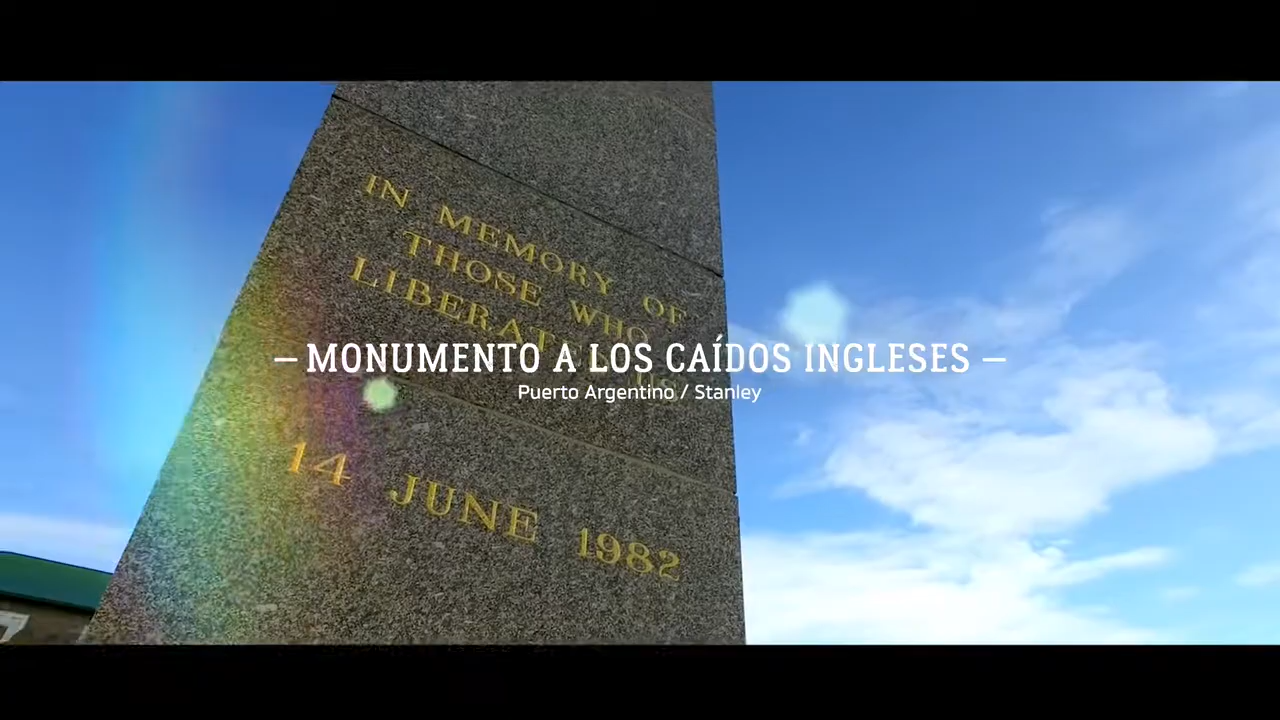 IN MEMORY OF
THOSE WHO
— MONUMENTO A LOS CAÍDOS INGLESES —
Puerto Argentino / Stanley
14 JUNE 1982